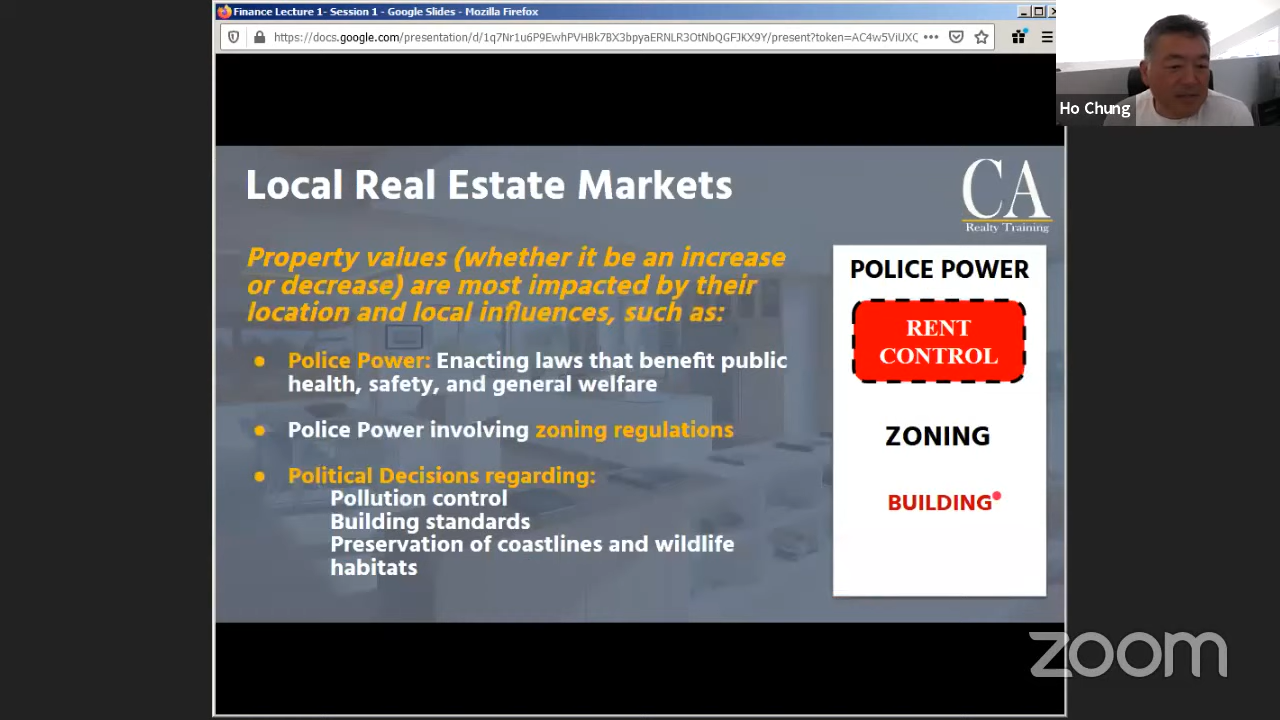 Finance Lecture 1- Session 1 - Google Slides - Mozilla Firefox
https://docs.google.com/presentation/d/1q7Nr1u6P9EwhPVHBk7BX3bpyaERNLR3OtNbQGFJKX9Y/present?token=AC4w5ViUXC
Ho Chung
Local Real Estate Markets
CA
Realty Training
Property values (whether it be an increase
or decrease) are most impacted by their
location and local influences, such as:
Police Power: Enacting laws that benefit public
health, safety, and general welfare
Police Power involving zoning regulations
Political Decisions regarding:
Pollution control
Building standards
Preservation of coastlines and wildlife
habitats
POLICE POWER
RENT
CONTROL
ZONING
BUILDING
zoom